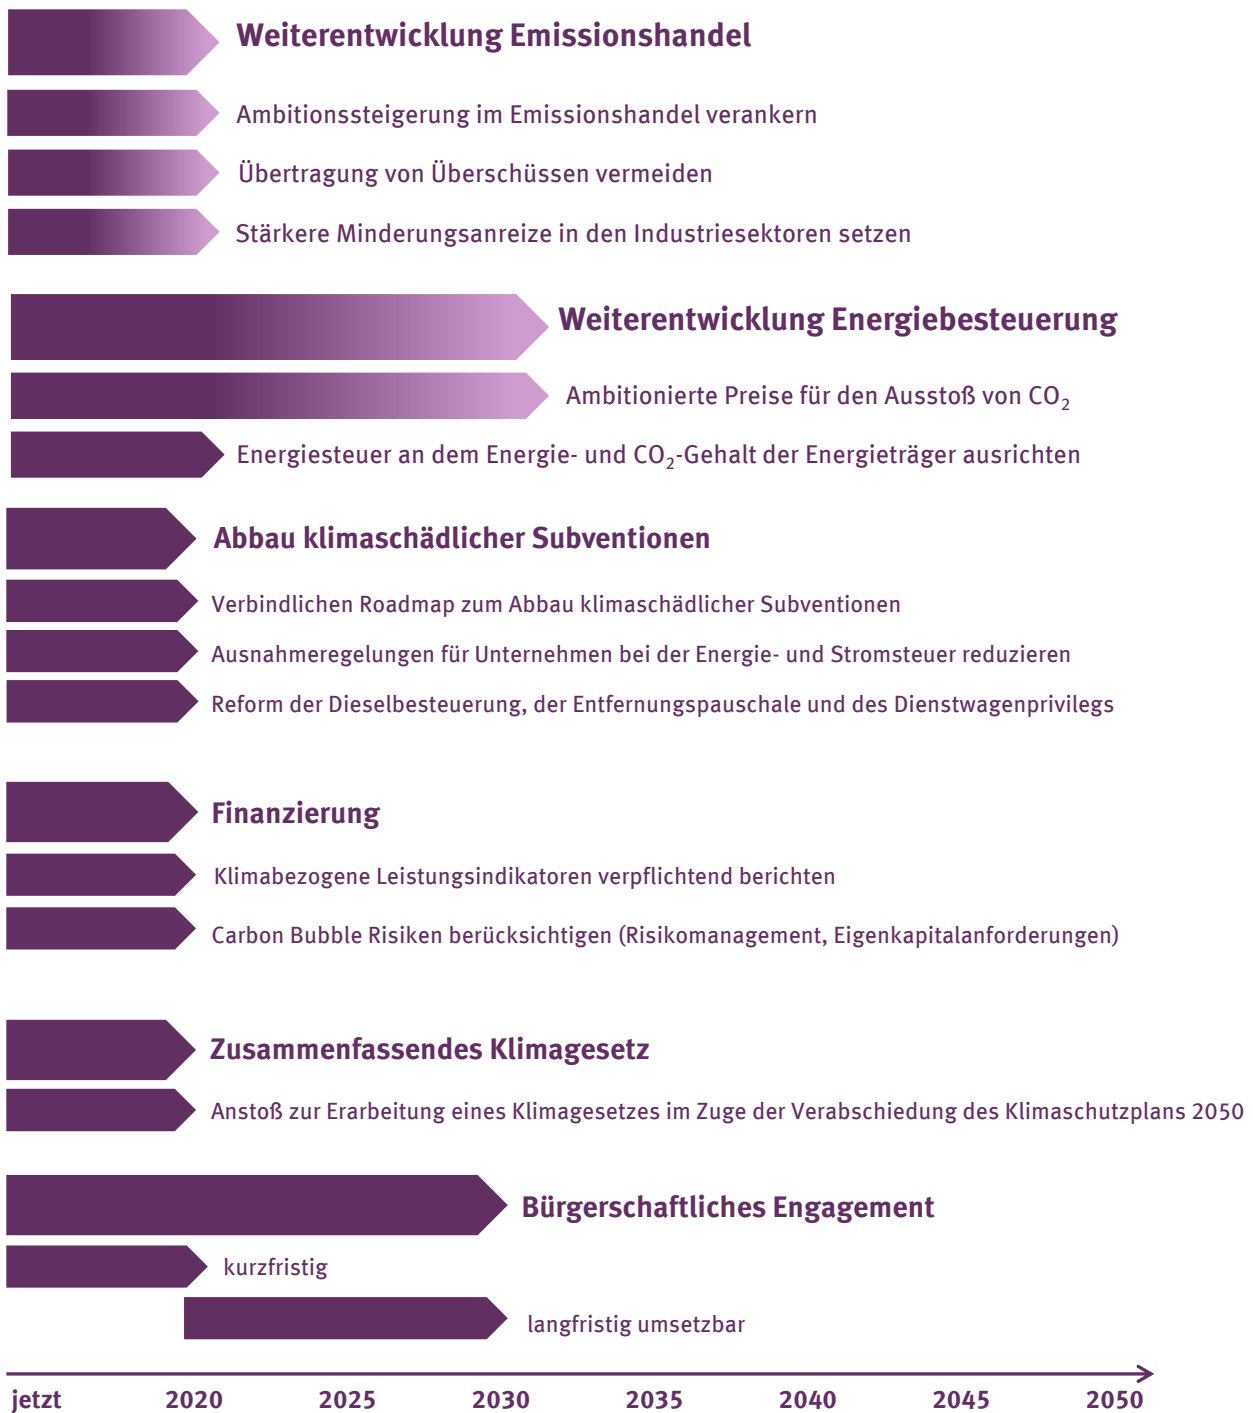 Weiterentwicklung Emissionshandel
Ambitionssteigerung im Emissionshandel verankern
Übertragung von Überschüssen vermeiden
Stärkere Minderungsanreize in den Industriesektoren setzen
Weiterentwicklung Energiebesteuerung
Ambitionierte Preise für den Ausstoß von CO₂
Energiesteuer an dem Energie- und CO₂-Gehalt der Energieträger ausrichten
Abbau klimaschädlicher Subventionen
Verbindlichen Roadmap zum Abbau klimaschädlicher Subventionen
Ausnahmeregelungen für Unternehmen bei der Energie- und Stromsteuer reduzieren
Reform der Dieselbesteuerung, der Entfernungspauschale und des Dienstwagenprivilegs
Finanzierung
Klimabezogene Leistungsindikatoren verpflichtend berichten
Carbon Bubble Risiken berücksichtigen (Risikomanagement, Eigenkapitalanforderungen)
Zusammenfassendes Klimagesetz
Anstoß zur Erarbeitung eines Klimagesetzes im Zuge der Verabschiedung des Klimaschutzplans 2050
Bürgerschaftliches Engagement
kurzfristig
langfristig umsetzbar
jetzt 2020 2025 2030 2035 2040 2045 2050